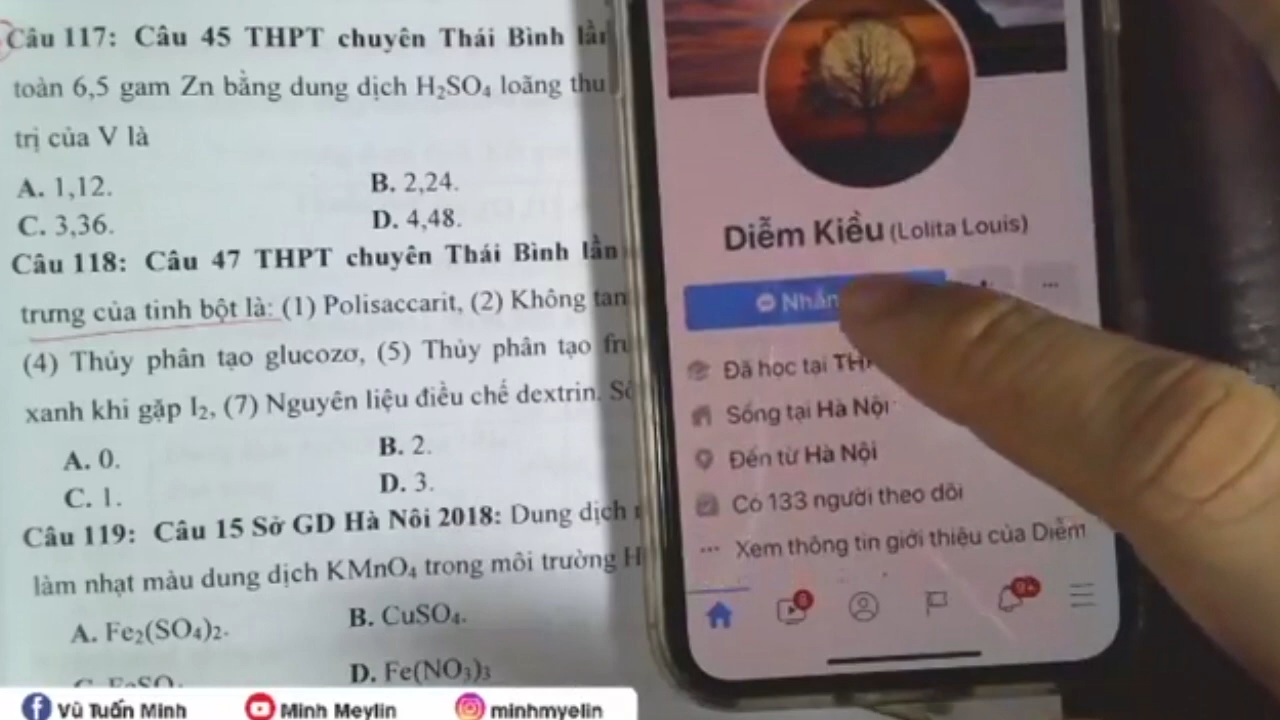 Câu 117: Câu 45 THPT chuyên Thái Bình lần
toàn 6,5 gam Zn bằng dung dịch H₂SO₄ loãng thu
trị của V là
A. 1,12.
B. 2,24.
C. 3,36.
D. 4,48.
Câu 118: Câu 47 THPT chuyên Thái Bình lần
trưng của tinh bột là: (1) Polisaccarit, (2) Không tan
(4) Thủy phân tạo glucozơ, (5) Thủy phân tạo
xanh khi gặp I₂, (7) Nguyên liệu điều chế dextrin.
A. 0.
B. 2.
C. 1.
D. 3.
Câu 119: Câu 15 Sở GD Hà Nôi 2018: Dung dịch
làm nhạt màu dung dịch KMnO₄ trong môi trường
A. Fe₂(SO₄)₂.
B. CuSO₄.
D. Fe(NO₃)₃
Diễm Kiều (Lolita Louis)
Nhắn
Đã học tại
Sống tại Hà Nội
Đến từ Hà Nội
Có 133 người theo dõi
Xem thông tin giới thiệu của Diễm
9+
Vũ Tuấn Minh
Minh Meylin
minhmyelin